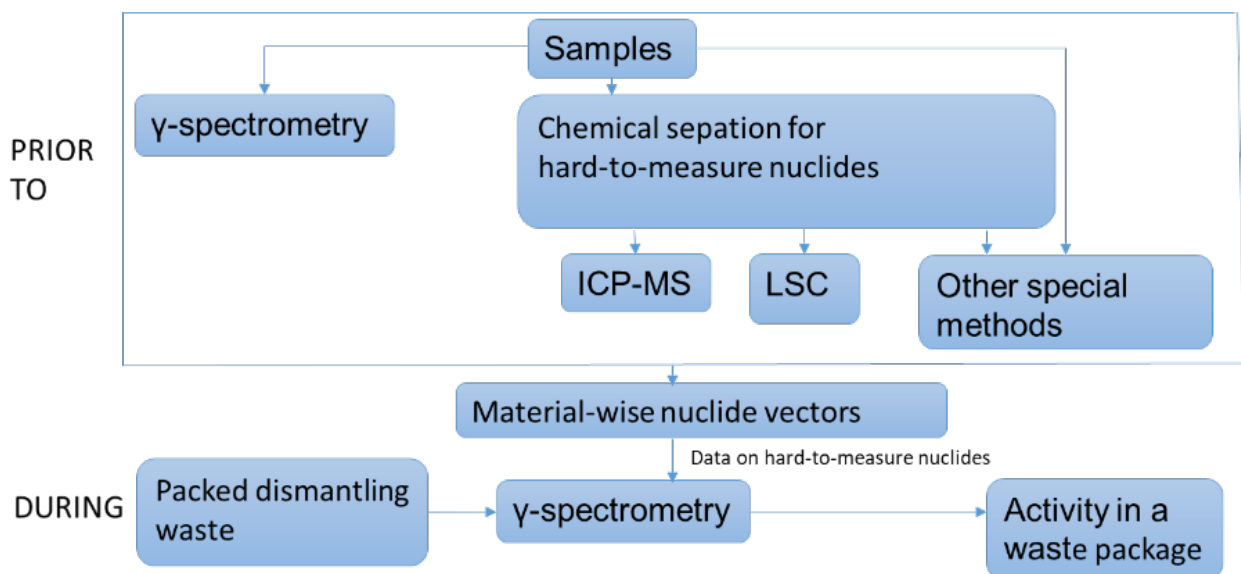 Samples
γ-spectrometry
Chemical sepation for
hard-to-measure nuclides
PRIOR
TO
ICP-MS
LSC
Other special
methods
Material-wise nuclide vectors
Data on hard-to-measure nuclides
DURING
Packed dismantling
waste
γ-spectrometry
Activity in a
waste package